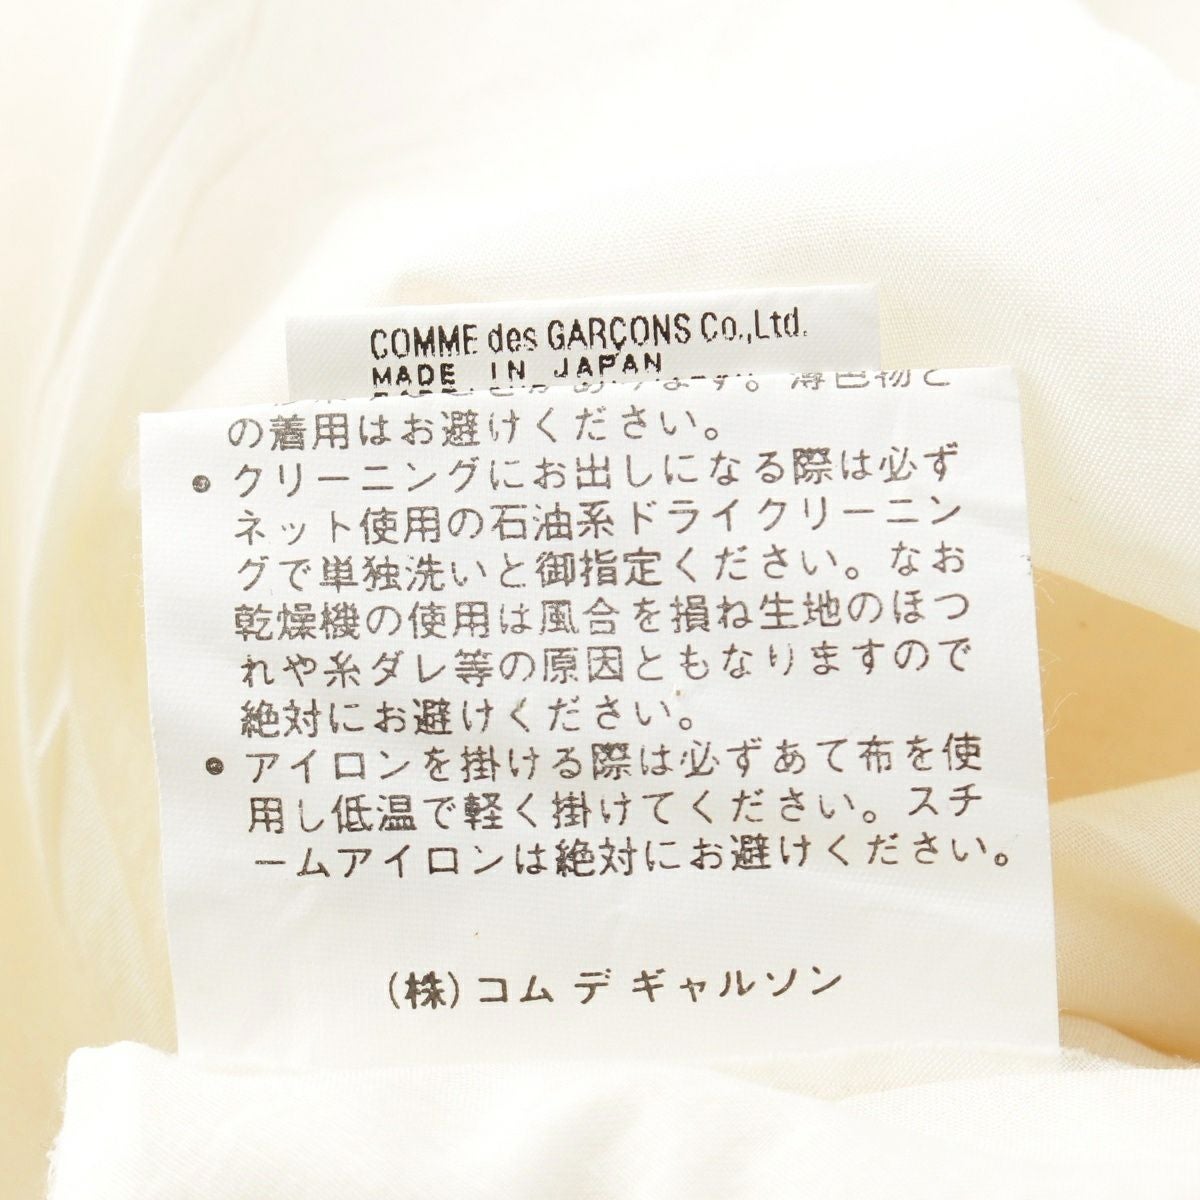 COMME des GARÇONS Co.,Ltd.
MADE IN JAPAN
あります。薄色物と
の着用はお避けください。
• クリーニングにお出しになる際は必ず
ネット使用の石油系ドライクリーニン
グで単独洗いと御指定ください。なお
乾燥機の使用は風合を損ね生地のほつ
れや糸ダレ等の原因ともなりますので
絶対にお避けください。
• アイロンを掛ける際は必ずあて布を使
用し低温で軽く掛けてください。スチ
ームアイロンは絶対にお避けください。
(株)コム デ ギャルソン